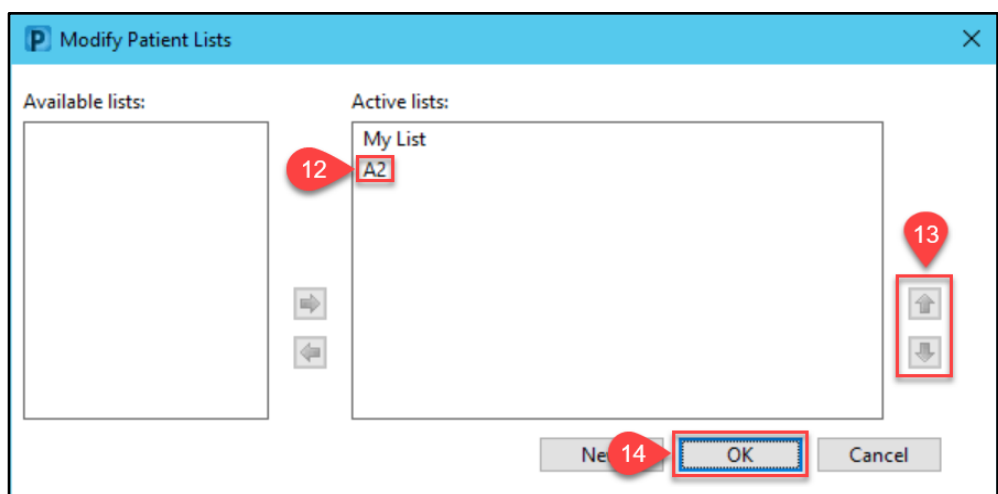 P Modify Patient Lists
Available lists:
Active lists:
My List
12
A2
13
14
OK
Cancel